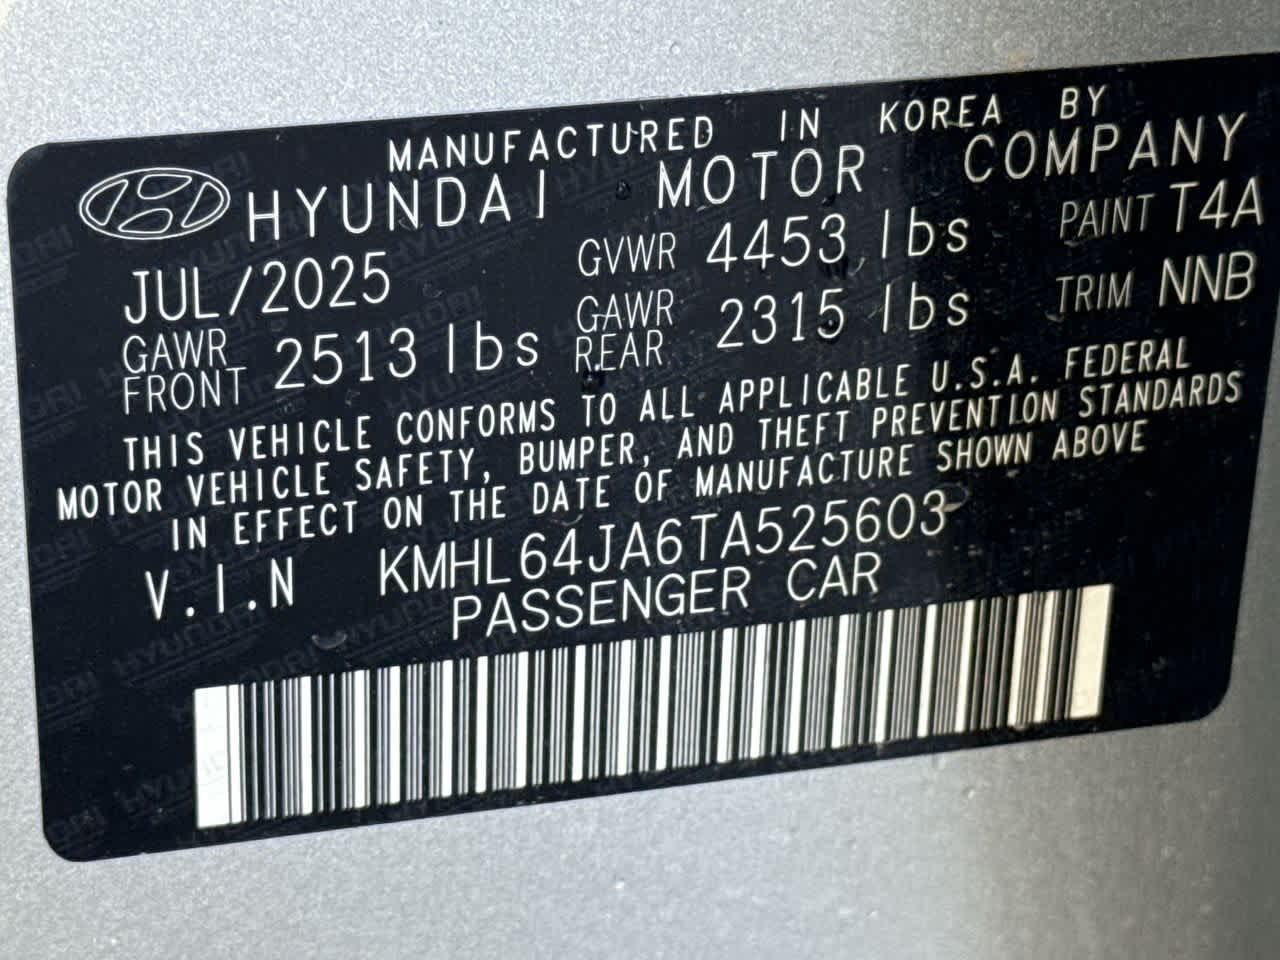 MANUFACTURED IN KOREA BY
HYUNDAI MOTOR COMPANY
JUL/2025 GVWR 4453 lbs PAINT T4A
GAWR FRONT 2513 lbs GAWR REAR 2315 lbs TRIM NNB
THIS VEHICLE CONFORMS TO ALL APPLICABLE U.S.A. FEDERAL
MOTOR VEHICLE SAFETY, BUMPER, AND THEFT PREVENTION STANDARDS
IN EFFECT ON THE DATE OF MANUFACTURE SHOWN ABOVE
V.I.N KMHL64JA6TA525603
PASSENGER CAR